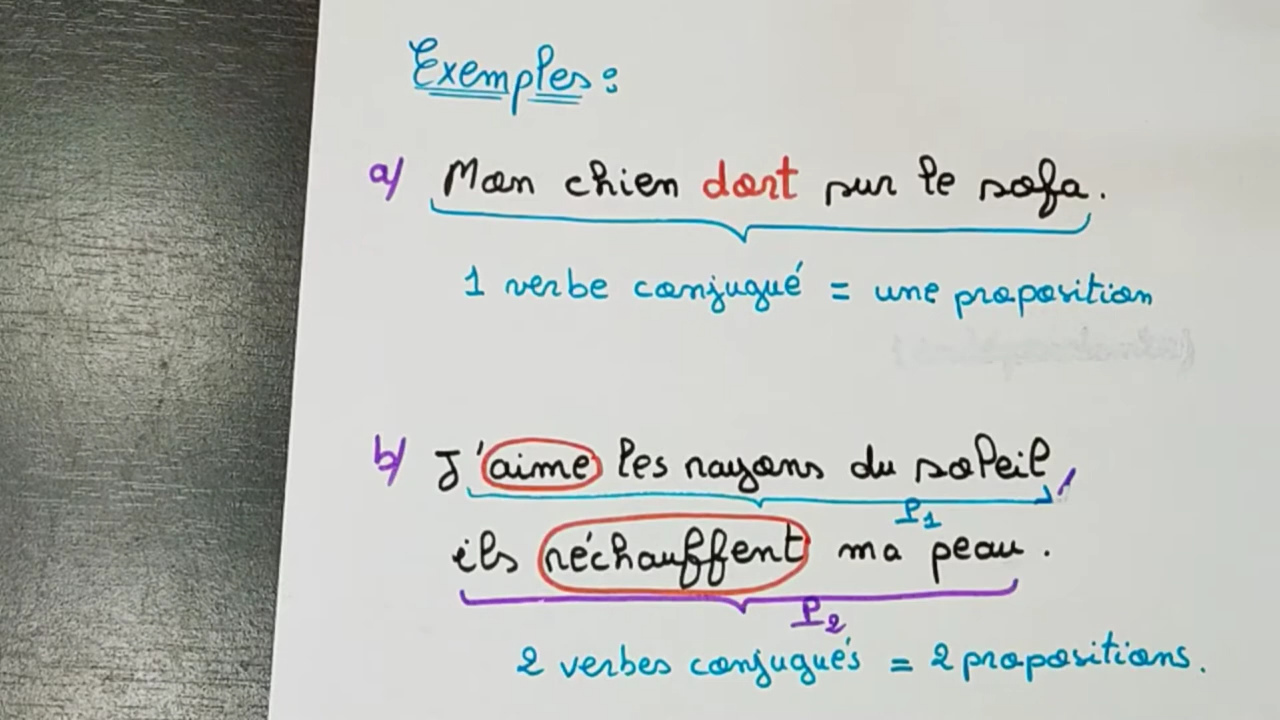 Exemples :
a/ Mon chien dort sur le sofa.
1 verbe conjugué = une proposition
b/ J'aime les rayons du soleil,
P1
ils réchauffent ma peau.
P2
2 verbes conjugués = 2 propositions.